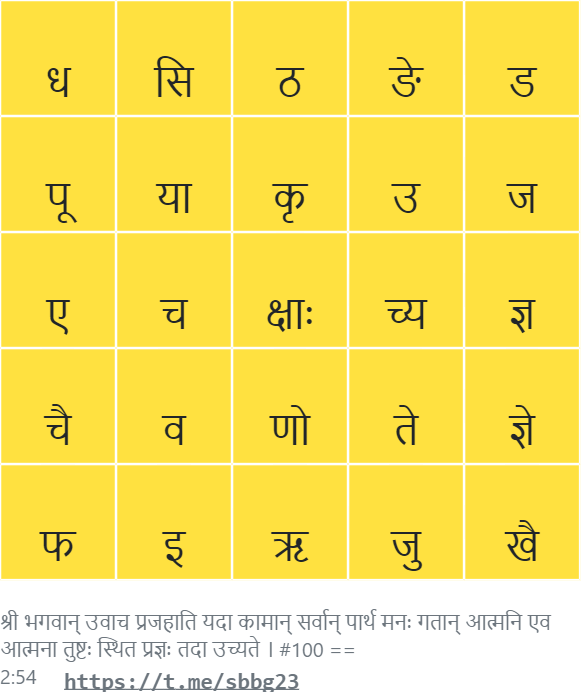 ध सि ठ ङे ड
पू या कृ उ ज
ए च क्षाः च्य ज्ञ
चै व णो ते ज्ञे
फ इ ऋ जु खै
श्री भगवान् उवाच प्रजहाति यदा कामान् सर्वान् पार्थ मनः गतान् आत्मनि एव
आत्मना तुष्टः स्थित प्रज्ञः तदा उच्यते । #100 ==
2:54 https://t.me/sbbg23